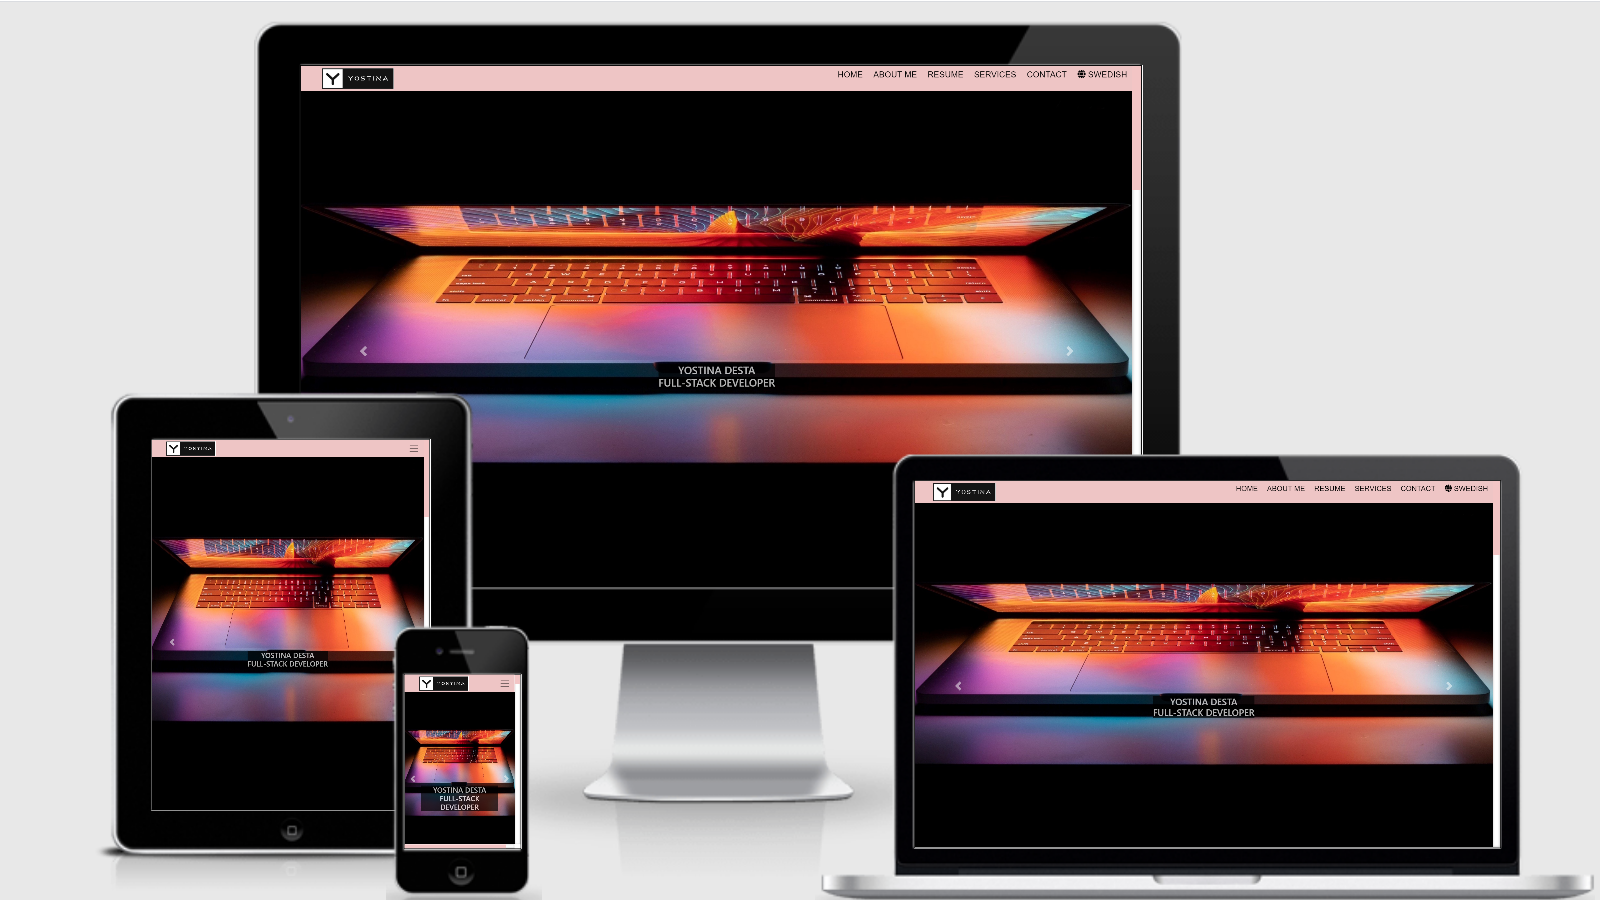 Y YOSTINA
HOME ABOUT ME RESUME SERVICES CONTACT SWEDISH
YOSTINA DESTA
FULL-STACK DEVELOPER
Y YOSTINA
YOSTINA DESTA
FULL-STACK DEVELOPER
Y YOSTINA
YOSTINA DESTA
FULL-STACK
DEVELOPER
Y YOSTINA
HOME ABOUT ME RESUME SERVICES CONTACT SWEDISH
YOSTINA DESTA
FULL-STACK DEVELOPER